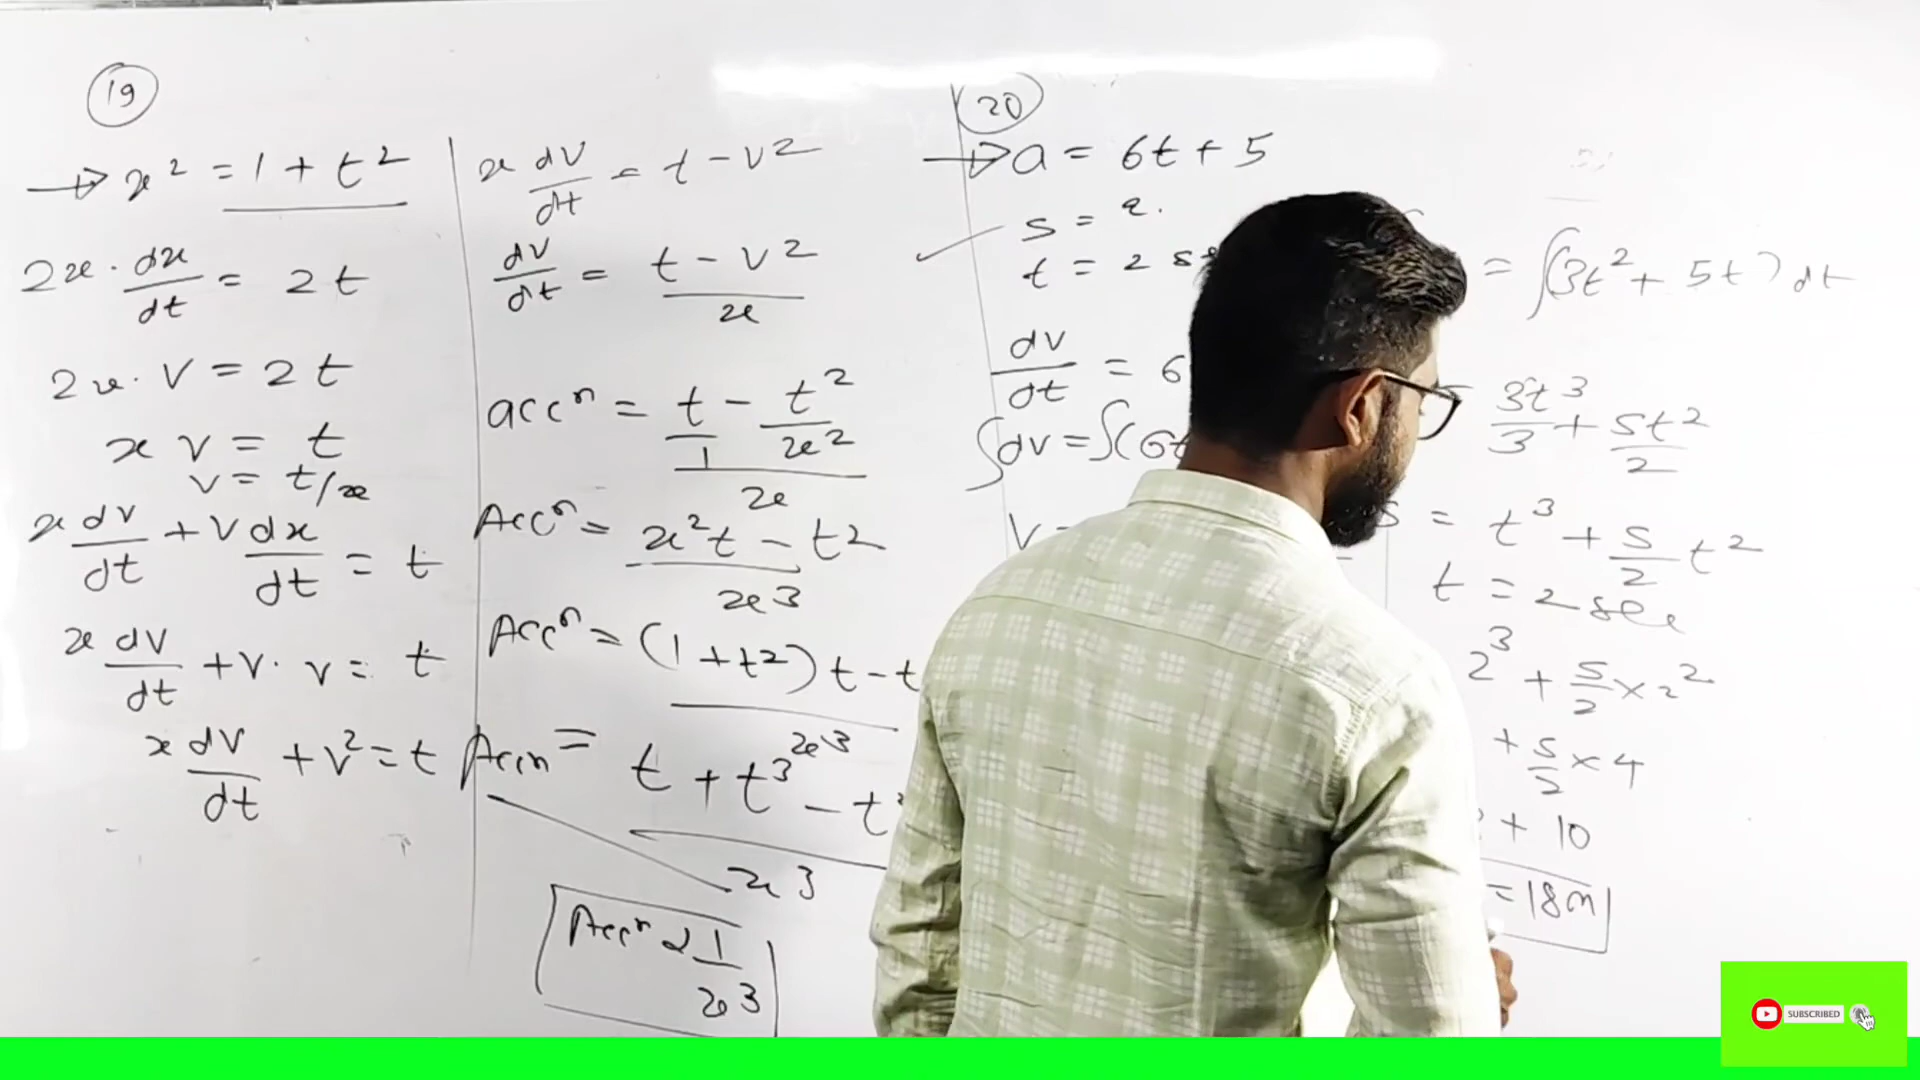 19
→ x² = 1 + t²
2x · dx/dt = 2t
2x · v = 2t
x v = t
v = t/x
x dv/dt + v dx/dt = t
x dv/dt + v · v = t
x dv/dt + v² = t
x dv/dt = t - v²
dv/dt = t - v² / x
accⁿ = t/1 - t²/x² / x
Accⁿ = x²t - t² / x³
Accⁿ = (1 + t²) t - t / x³
Accn = t + t³ - t / x³
Accⁿ α 1/x³
20
→ a = 6t + 5
s = ?
t = 2
dv/dt = 6
∫dv = ∫(6t
V =
= ∫(3t² + 5t) dt
3t³/3 + 5t²/2
s = t³ + 5/2 t²
t = 2 sec
2³ + 5/2 × 2²
+ 5/2 × 4
+ 10
= 18m
SUBSCRIBED